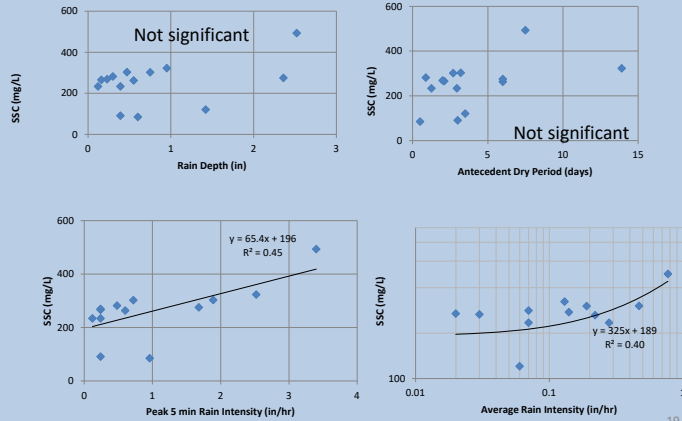 600
400
200
0
SSC (mg/L)
Not significant
0 1 2 3
Rain Depth (in)
600
400
200
0
SSC (mg/L)
Not significant
0 5 10 15
Antecedent Dry Period (days)
600
400
200
0
SSC (mg/L)
y = 65.4x + 196
R² = 0.45
0 1 2 3 4
Peak 5 min Rain Intensity (in/hr)
100
SSC (mg/L)
y = 325x + 189
R² = 0.40
0.01 0.1 1
Average Rain Intensity (in/hr)